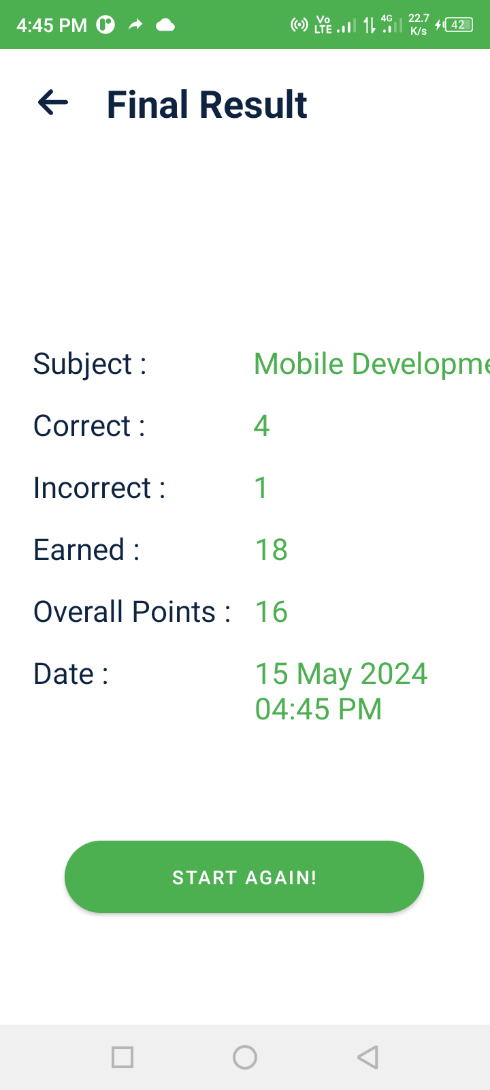 4:45 PM Vo LTE 4G 22.7 K/s 42
Final Result
Subject : Mobile Developme
Correct : 4
Incorrect : 1
Earned : 18
Overall Points : 16
Date : 15 May 2024
04:45 PM
START AGAIN!